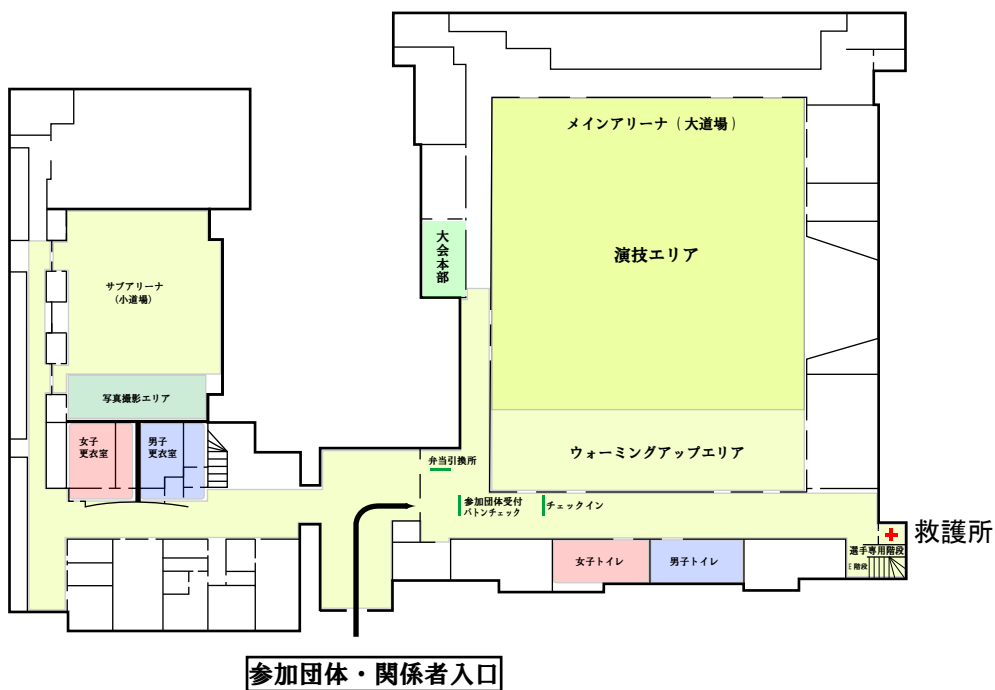 メインアリーナ（大道場）
大会本部
演技エリア
サブアリーナ
(小道場)
写真撮影エリア
女子
更衣室
男子
更衣室
ウォーミングアップエリア
弁当引換所
参加団体受付
バトンチェック
チェックイン
救護所
選手専用階段
E階段
女子トイレ
男子トイレ
参加団体・関係者入口